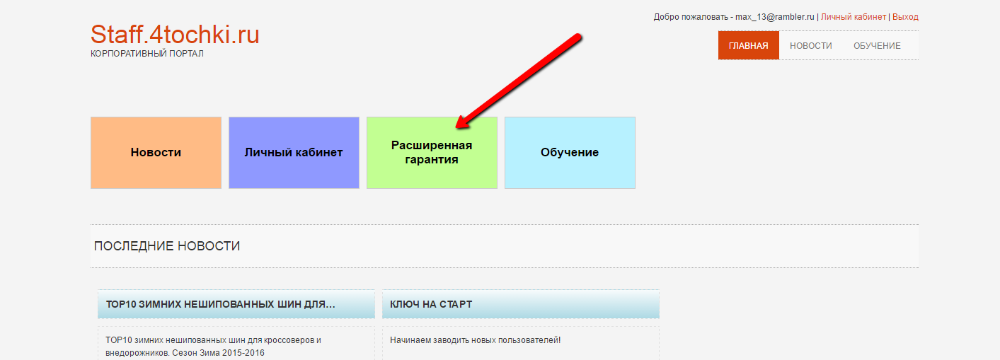 Добро пожаловать - max_13@rambler.ru | Личный кабинет | Выход
Staff.4tochki.ru
КОРПОРАТИВНЫЙ ПОРТАЛ
ГЛАВНАЯ НОВОСТИ ОБУЧЕНИЕ
Новости
Личный кабинет
Расширенная
гарантия
Обучение
ПОСЛЕДНИЕ НОВОСТИ
TOP10 ЗИМНИХ НЕШИПОВАННЫХ ШИН ДЛЯ...
TOP10 зимних нешипованных шин для кроссоверов и
внедорожников. Сезон Зима 2015-2016
КЛЮЧ НА СТАРТ
Начинаем заводить новых пользователей!